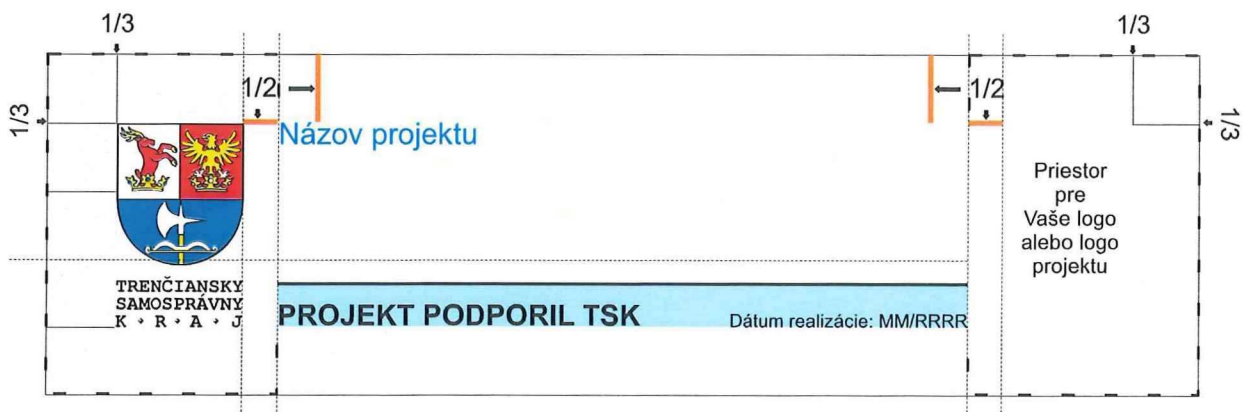 1/3
1/3
1/2
1/2
1/3
1/3
Názov projektu
Priestor
pre
Vaše logo
alebo logo
projektu
TRENČIANSKY
SAMOSPRÁVNY
K • R • A • J
PROJEKT PODPORIL TSK
Dátum realizácie: MM/RRRR